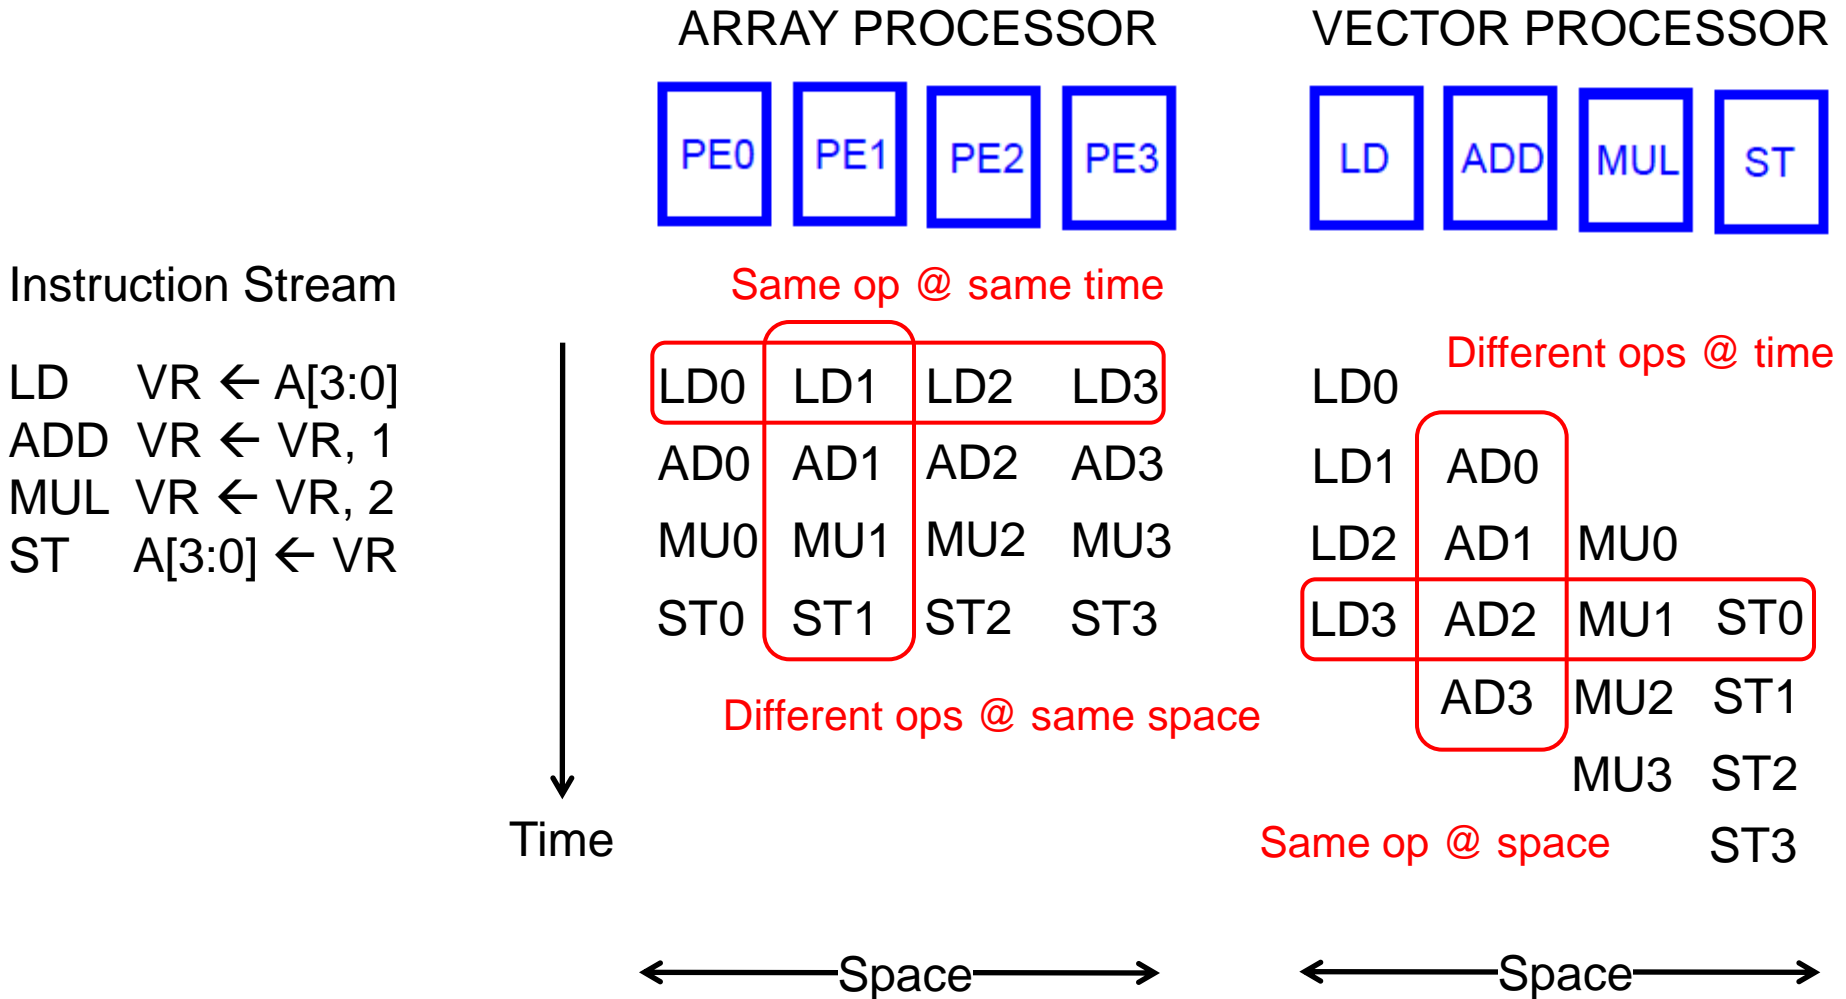 ARRAY PROCESSOR
VECTOR PROCESSOR
PE0 PE1 PE2 PE3
LD ADD MUL ST
Instruction Stream
LD VR ← A[3:0]
ADD VR ← VR, 1
MUL VR ← VR, 2
ST A[3:0] ← VR
Time
Same op @ same time
LD0 LD1 LD2 LD3
AD0 AD1 AD2 AD3
MU0 MU1 MU2 MU3
ST0 ST1 ST2 ST3
Different ops @ same space
Space
Different ops @ time
LD0
LD1 AD0
LD2 AD1 MU0
LD3 AD2 MU1 ST0
AD3 MU2 ST1
MU3 ST2
Same op @ space
ST3
Space